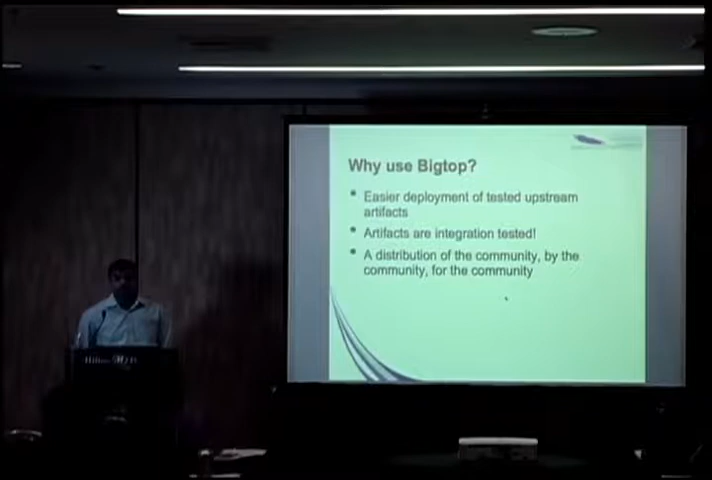 Why use Bigtop?
* Easier deployment of tested upstream
artifacts
* Artifacts are integration tested!
* A distribution of the community, by the
community, for the community
Hilton